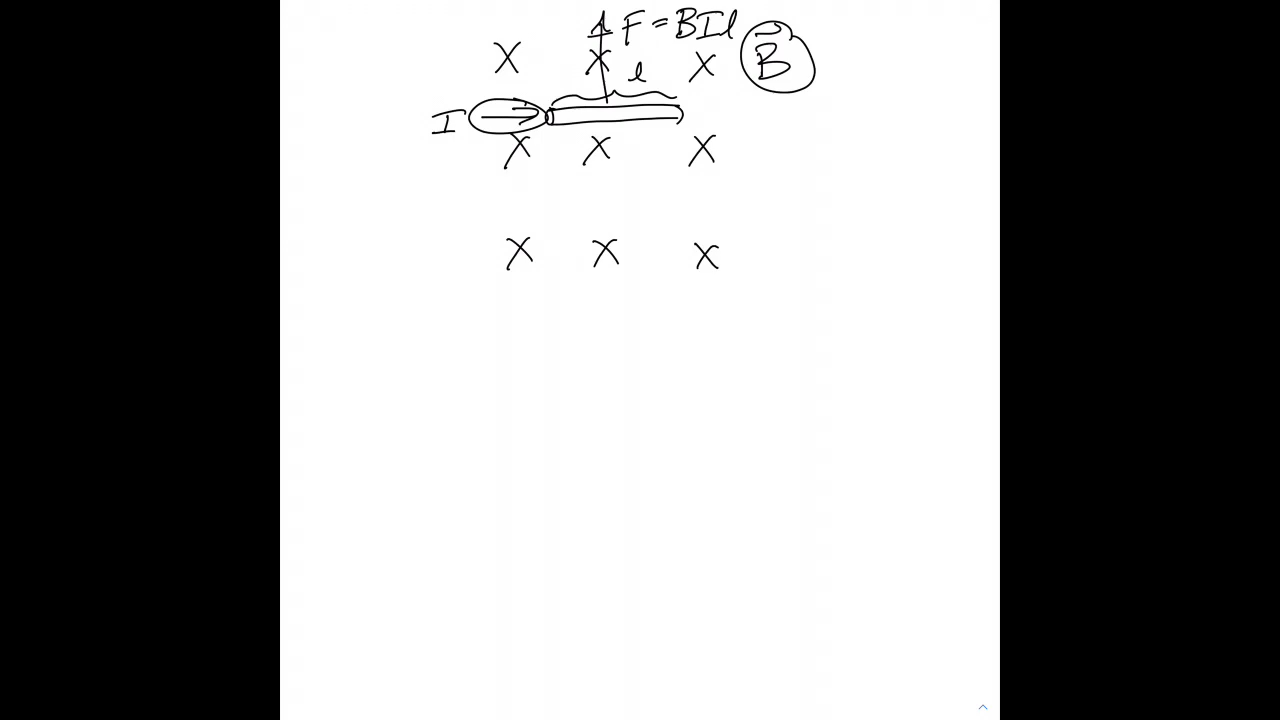 F = BIl
X X X B⃗
l
I
X X X
X X X